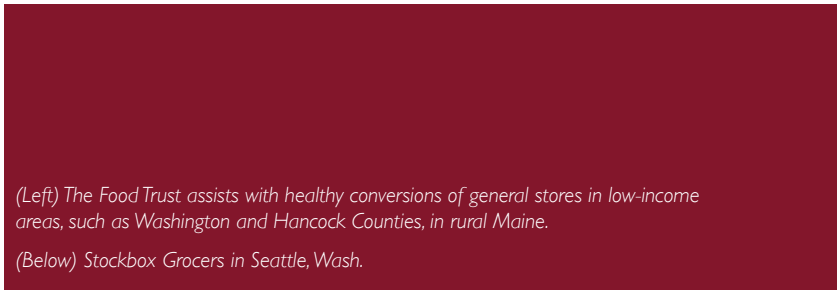 (Left) The Food Trust assists with healthy conversions of general stores in low-income
areas, such as Washington and Hancock Counties, in rural Maine.
(Below) Stockbox Grocers in Seattle, Wash.